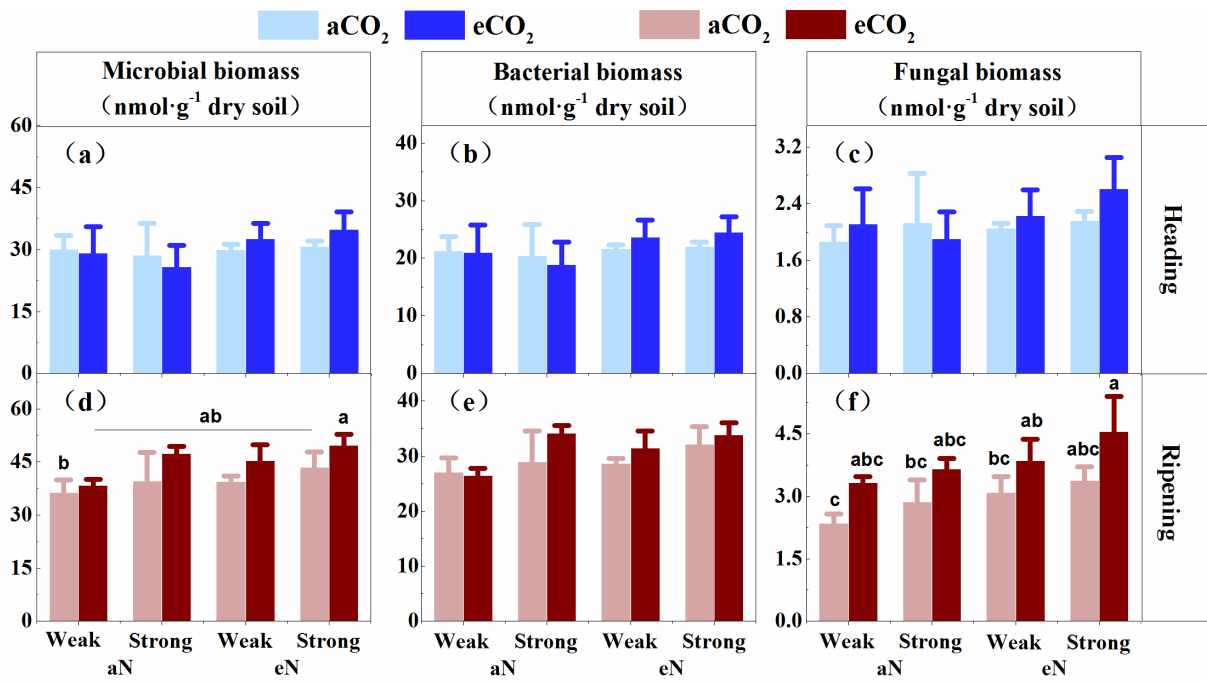 aCO₂ eCO₂ aCO₂ eCO₂
Microbial biomass
（nmol·g⁻¹ dry soil）
Bacterial biomass
（nmol·g⁻¹ dry soil）
Fungal biomass
（nmol·g⁻¹ dry soil）
60
45
30
15
0
（a）
40
30
20
10
0
（b）
3.2
2.4
1.6
0.8
0.0
（c）
Heading
60
45
30
15
0
（d）
b
ab
a
40
30
20
10
0
（e）
4.5
3.0
1.5
0.0
（f）
c
abc
bc
abc
bc
ab
abc
a
Ripening
Weak Strong Weak Strong
aN eN
Weak Strong Weak Strong
aN eN
Weak Strong Weak Strong
aN eN